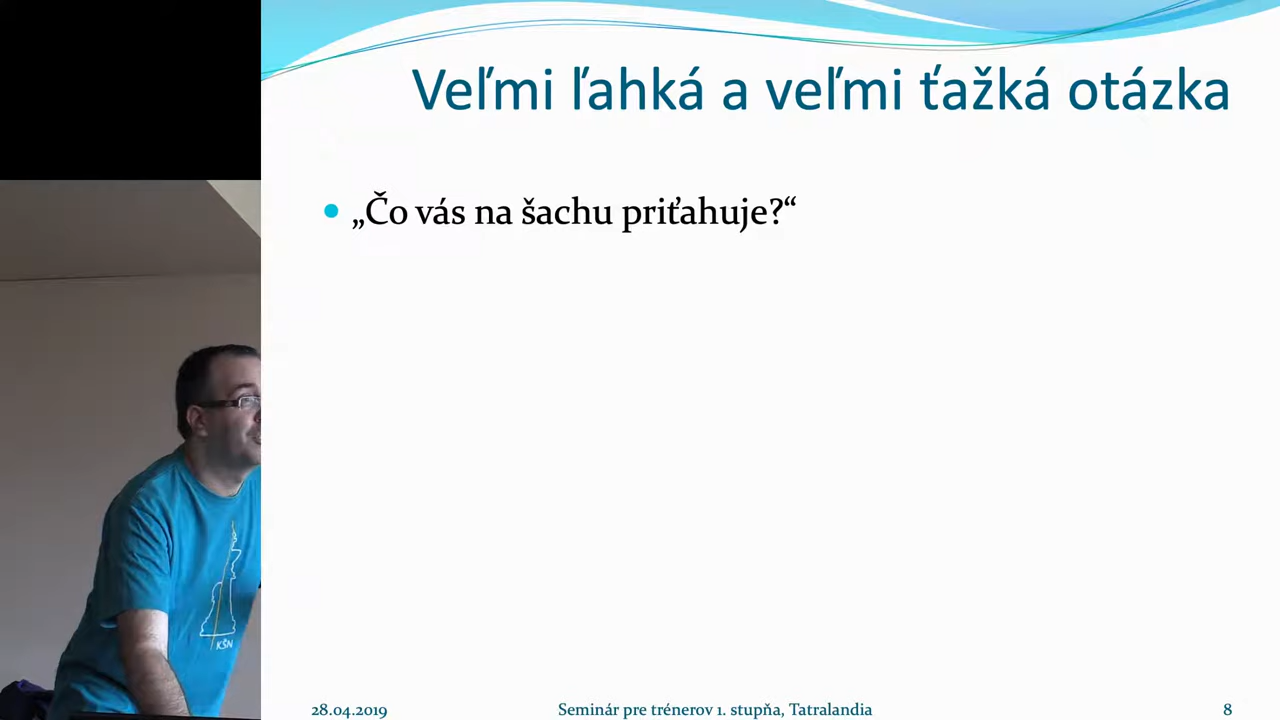 Veľmi ľahká a veľmi ťažká otázka
„Čo vás na šachu priťahuje?“
KŠN
28.04.2019
Seminár pre trénerov 1. stupňa, Tatralandia
8